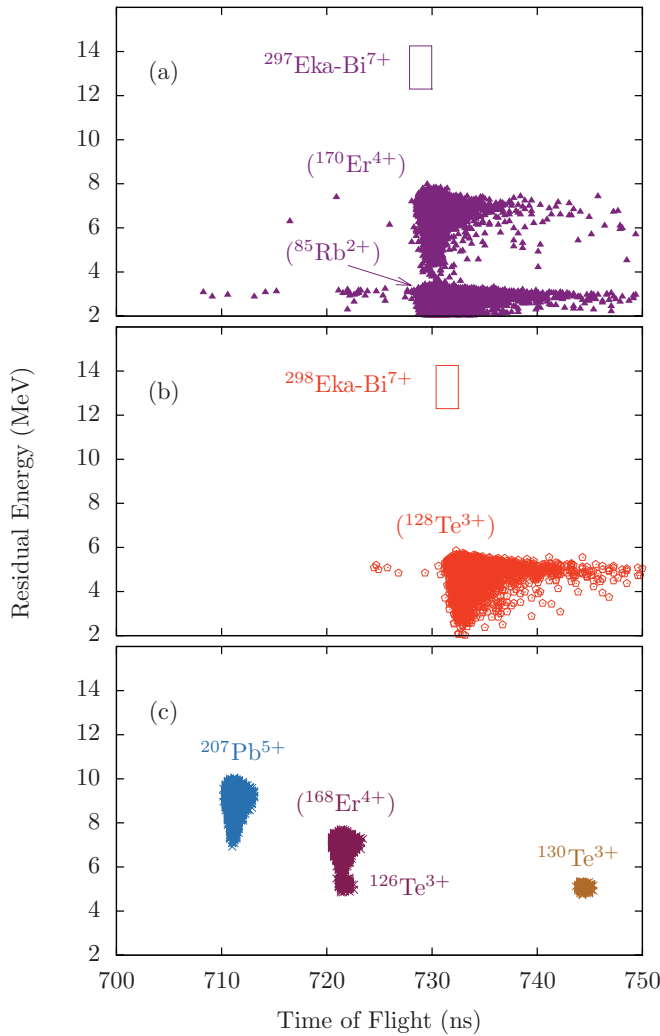 14
12
10
8
6
4
2
(a)
²⁹⁷Eka-Bi⁷⁺
(¹⁷⁰Er⁴⁺)
(⁸⁵Rb²⁺)
Residual Energy (MeV)
14
12
10
8
6
4
2
(b)
²⁹⁸Eka-Bi⁷⁺
(¹²⁸Te³⁺)
14
12
10
8
6
4
2
(c)
²⁰⁷Pb⁵⁺
(¹⁶⁸Er⁴⁺)
¹³⁰Te³⁺
¹²⁶Te³⁺
700 710 720 730 740 750
Time of Flight (ns)